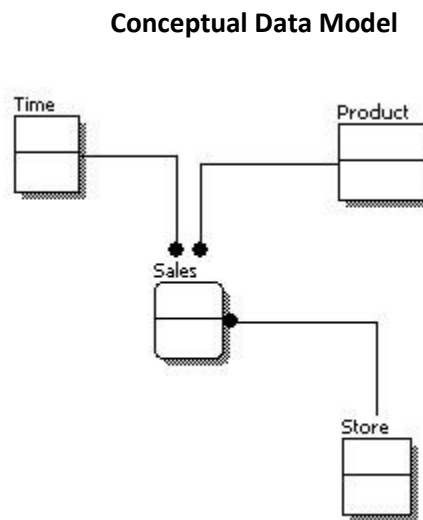 Conceptual Data Model
Time
Product
Sales
Store